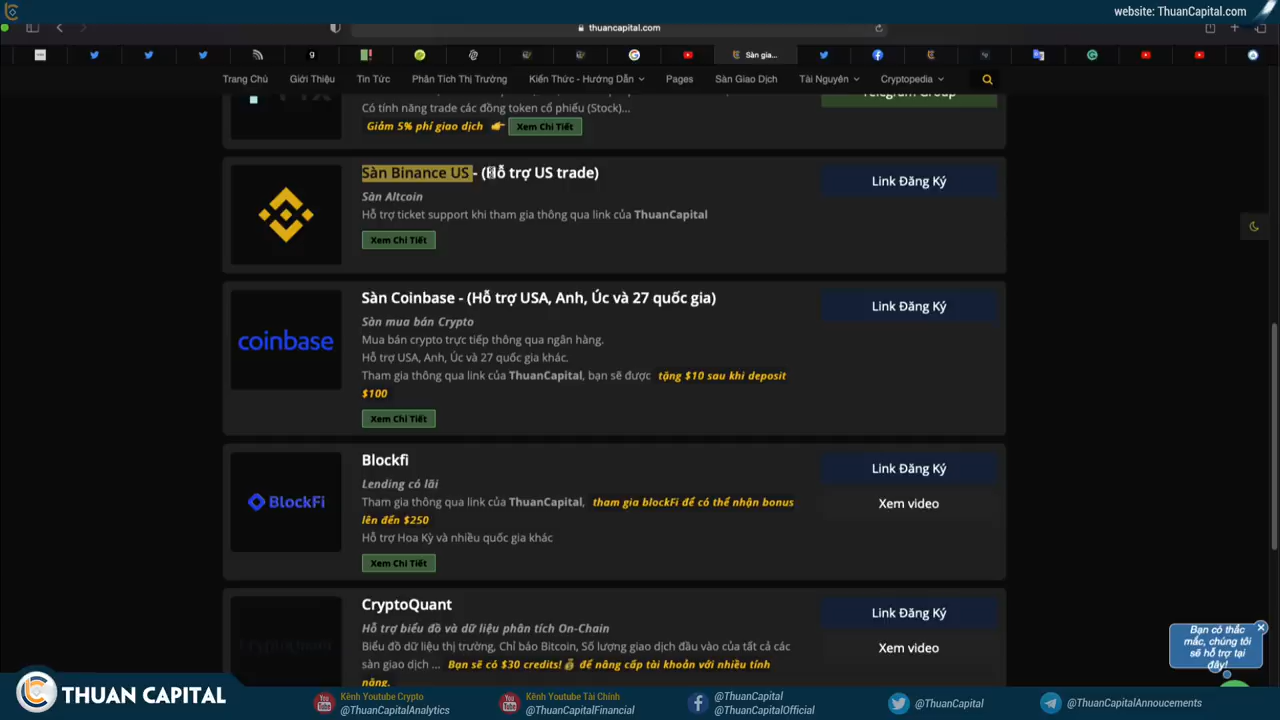 website: ThuanCapital.com
thuancapital.com
Sàn gia...
Trang Chủ Giới Thiệu Tin Tức Phân Tích Thị Trường Kiến Thức - Hướng Dẫn Pages Sàn Giao Dịch Tài Nguyên Cryptopedia
Telegram Group
Có tính năng trade các đồng token cổ phiếu (Stock)...
Giảm 5% phí giao dịch 👉 Xem Chi Tiết
Sàn Binance US - (Hỗ trợ US trade)
Link Đăng Ký
Sàn Altcoin
Hỗ trợ ticket support khi tham gia thông qua link của ThuanCapital
Xem Chi Tiết
Sàn Coinbase - (Hỗ trợ USA, Anh, Úc và 27 quốc gia)
Link Đăng Ký
Sàn mua bán Crypto
coinbase
Mua bán crypto trực tiếp thông qua ngân hàng.
Hỗ trợ USA, Anh, Úc và 27 quốc gia khác.
Tham gia thông qua link của ThuanCapital, bạn sẽ được tặng $10 sau khi deposit
$100
Xem Chi Tiết
Blockfi
Link Đăng Ký
Lending có lãi
BlockFi
Tham gia thông qua link của ThuanCapital, tham gia blockFi để có thể nhận bonus
lên đến $250
Xem video
Hỗ trợ Hoa Kỳ và nhiều quốc gia khác
Xem Chi Tiết
CryptoQuant
Link Đăng Ký
Hỗ trợ biểu đồ và dữ liệu phân tích On-Chain
CryptoQuant
Biểu đồ dữ liệu thị trường, Chỉ báo Bitcoin, Số lượng giao dịch đầu vào của tất cả các
sàn giao dịch ... Bạn sẽ có $30 credits!💰 để nâng cấp tài khoản với nhiều tính
năng.
Xem video
Bạn có thắc
mắc, chúng tôi
sẽ hỗ trợ tại
đây!
THUAN CAPITAL
Kênh Youtube Crypto
@ThuanCapitalAnalytics
Kênh Youtube Tài Chính
@ThuanCapitalFinancial
@ThuanCapital
@ThuanCapitalOfficial
@ThuanCapital
@ThuanCapitalAnnoucements